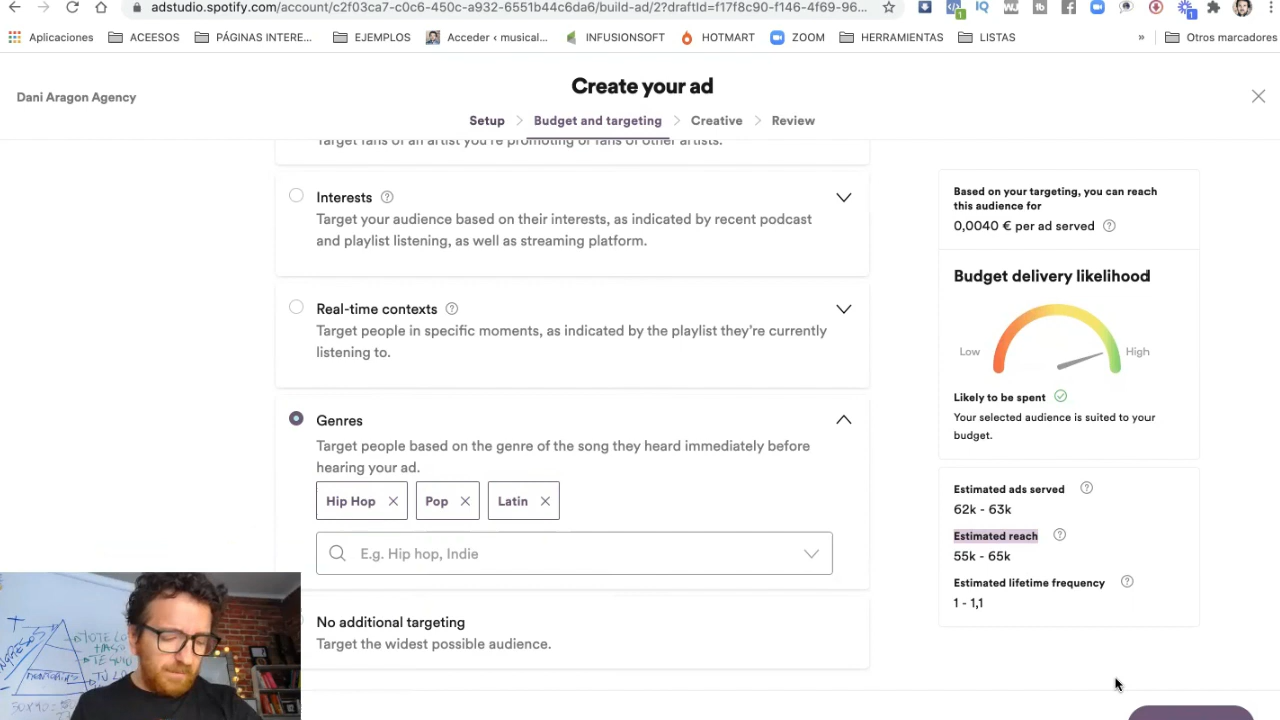 adstudio.spotify.com/account/c2f03ca7-c0c6-450c-a932-6551b44c6da6/build-ad/2?draftId=f17f8c90-f146-4f69-96...
Aplicaciones
ACEESOS
PÁGINAS INTERE...
EJEMPLOS
Acceder ‹ musical...
INFUSIONSOFT
HOTMART
ZOOM
HERRAMIENTAS
LISTAS
»
Otros marcadores
Create your ad
Dani Aragon Agency
Setup > Budget and targeting > Creative > Review
Target fans of an artist you're promoting or fans of other artists.
Interests
Target your audience based on their interests, as indicated by recent podcast
and playlist listening, as well as streaming platform.
Real-time contexts
Target people in specific moments, as indicated by the playlist they're currently
listening to.
Genres
Target people based on the genre of the song they heard immediately before
hearing your ad.
Hip Hop × Pop × Latin ×
E.g. Hip hop, Indie
No additional targeting
Target the widest possible audience.
Based on your targeting, you can reach
this audience for
0,0040 € per ad served
Budget delivery likelihood
Low
High
Likely to be spent
Your selected audience is suited to your
budget.
Estimated ads served
62k - 63k
Estimated reach
55k - 65k
Estimated lifetime frequency
1 - 1,1